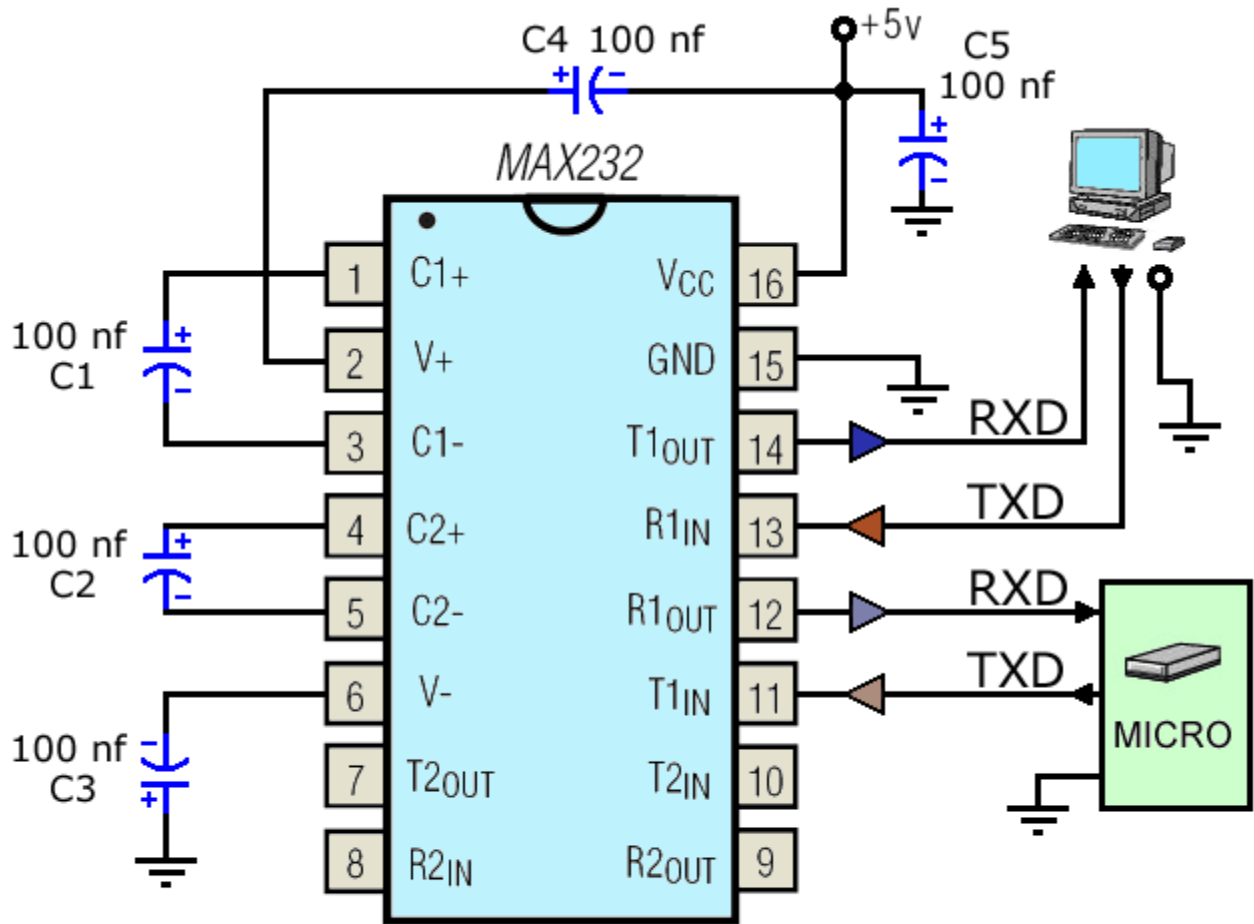 C4 100 nf
+5v
C5
100 nf
+ -
+
-
MAX232
1 C1+
VCC 16
100 nf
C1
+
-
2 V+
GND 15
3 C1-
T1OUT 14
RXD
4 C2+
R1IN 13
TXD
100 nf
C2
+
-
5 C2-
R1OUT 12
RXD
6 V-
T1IN 11
TXD
MICRO
100 nf
C3
-
+
7 T2OUT
T2IN 10
8 R2IN
R2OUT 9